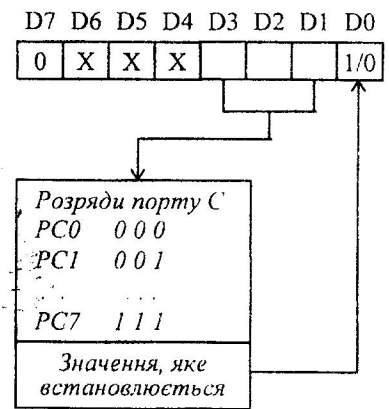 D7 D6 D5 D4 D3 D2 D1 D0
0 X X X 1/0
Розряди порту С
PC0 0 0 0
PC1 0 0 1
. . . . . .
PC7 1 1 1
Значення, яке
встановлюється